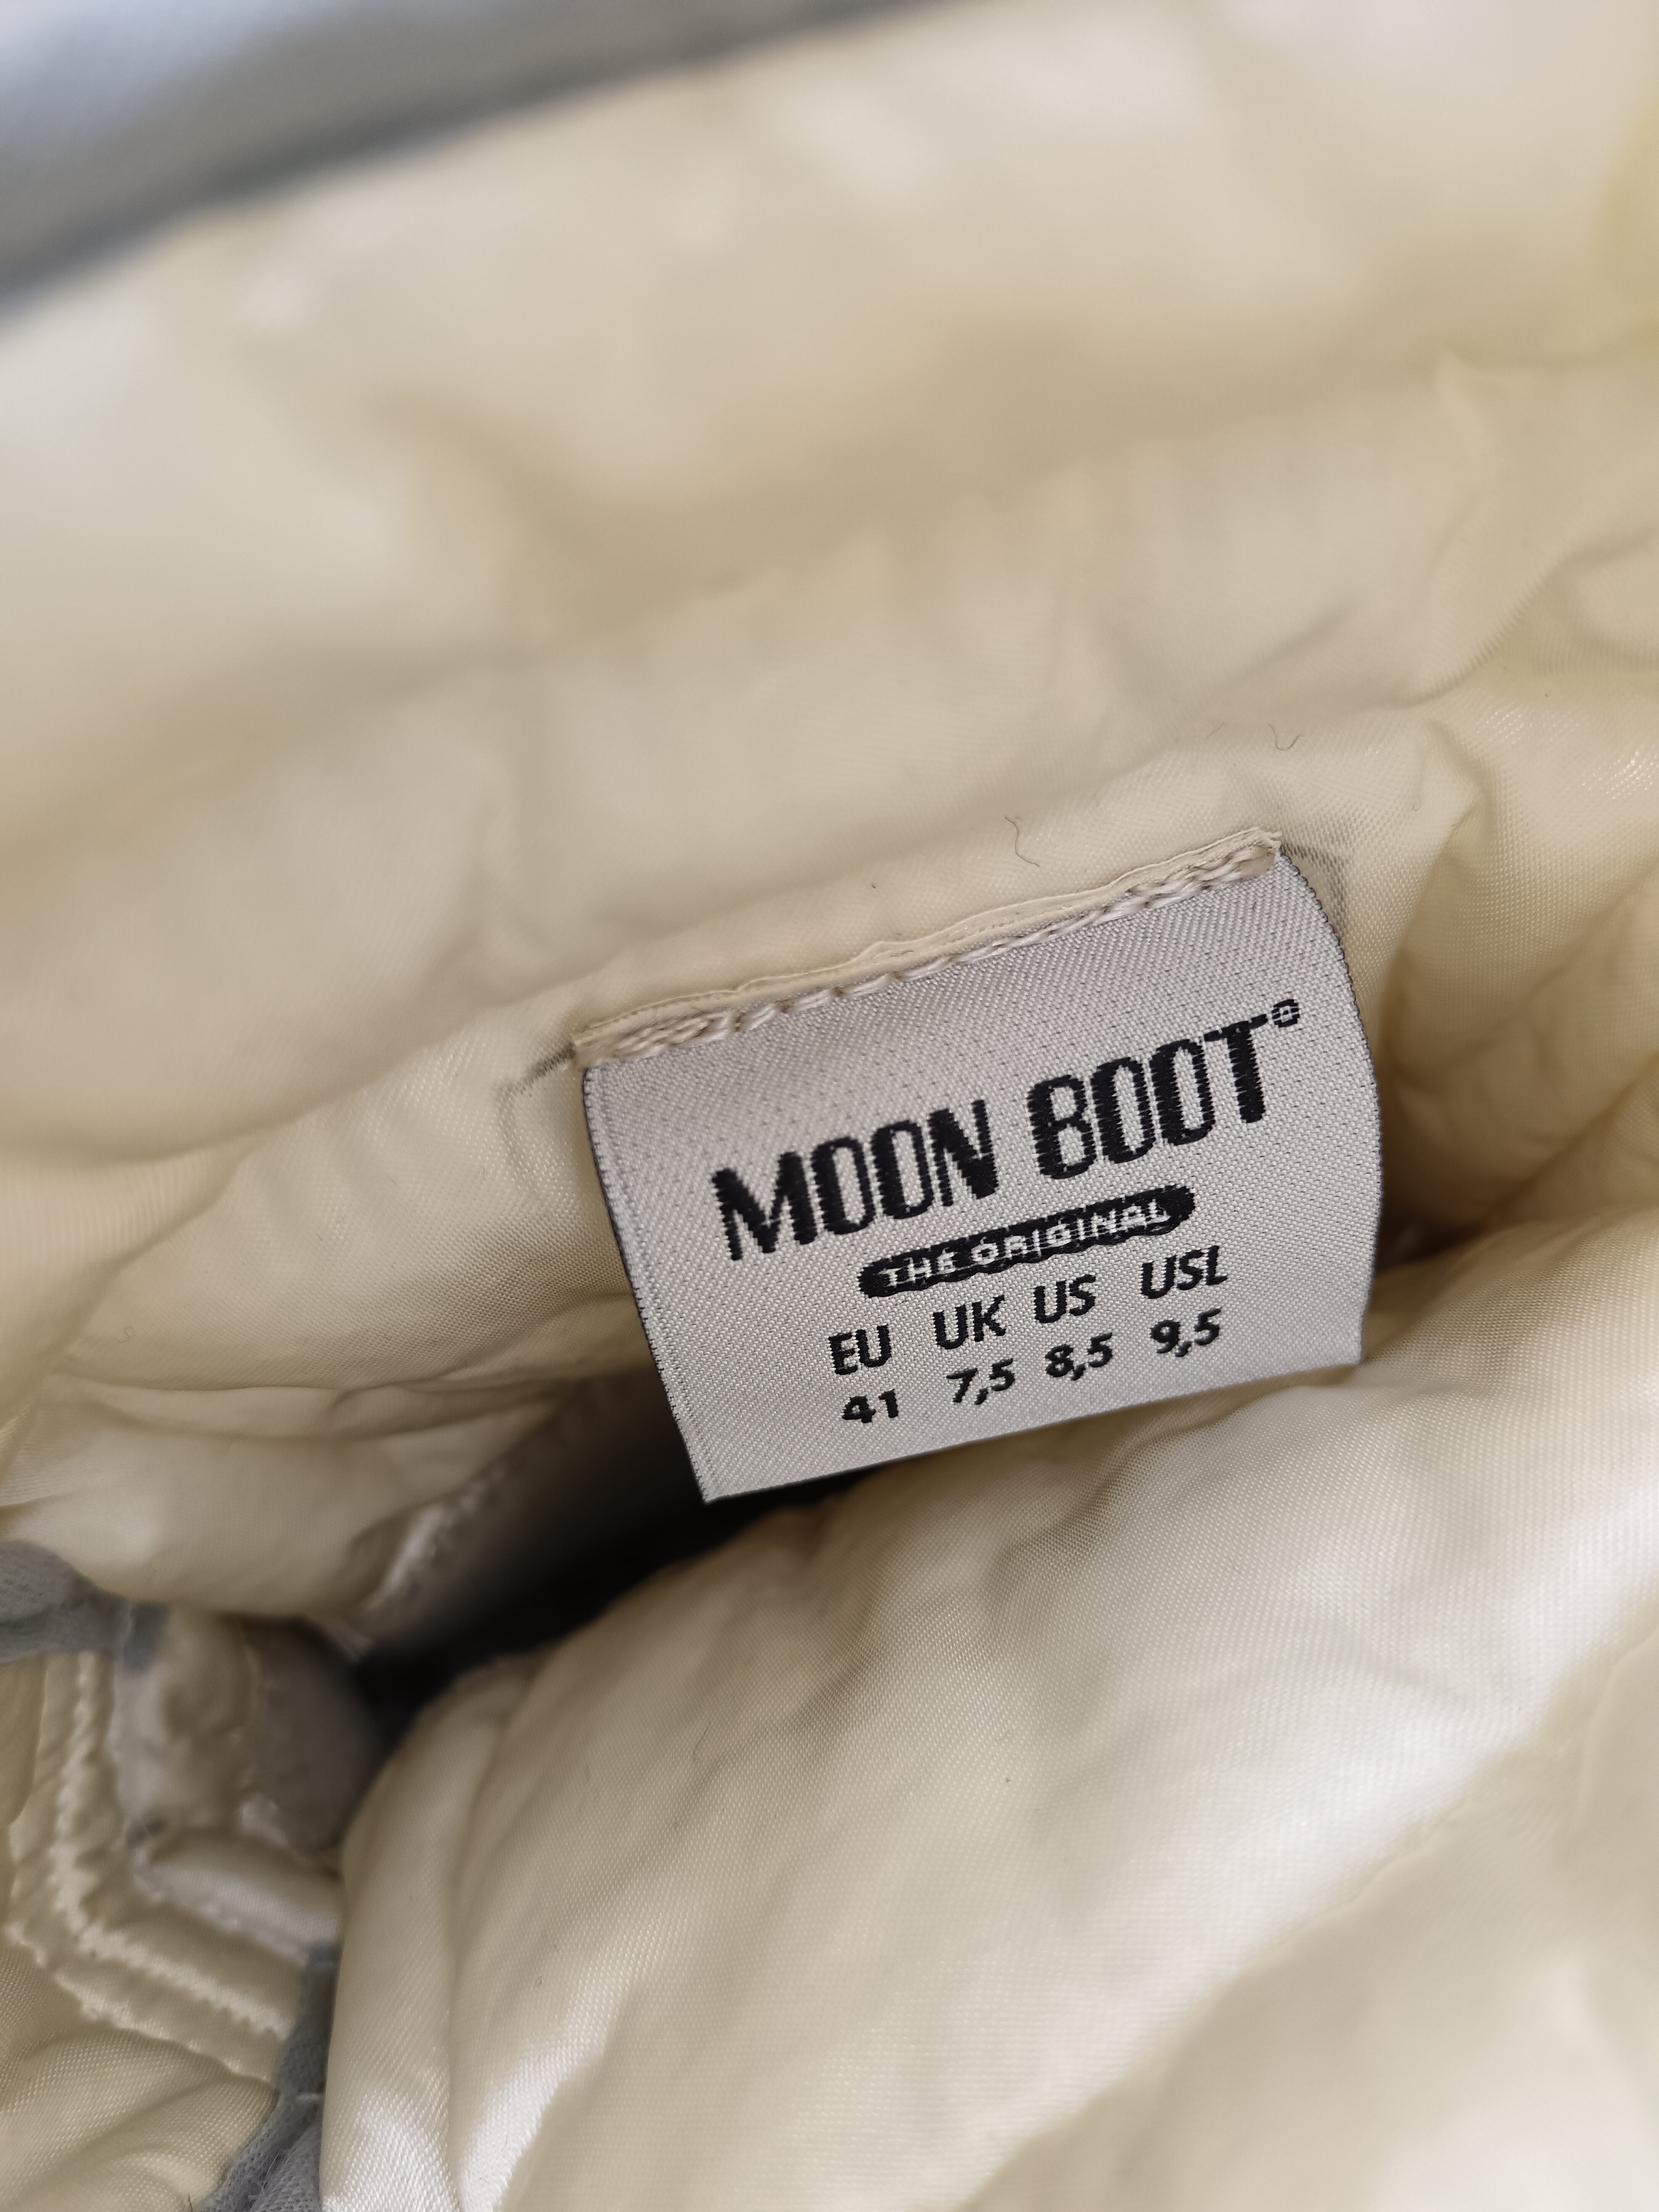 MOON BOOT®
THE ORIGINAL
EU UK US USL
41 7,5 8,5 9,5